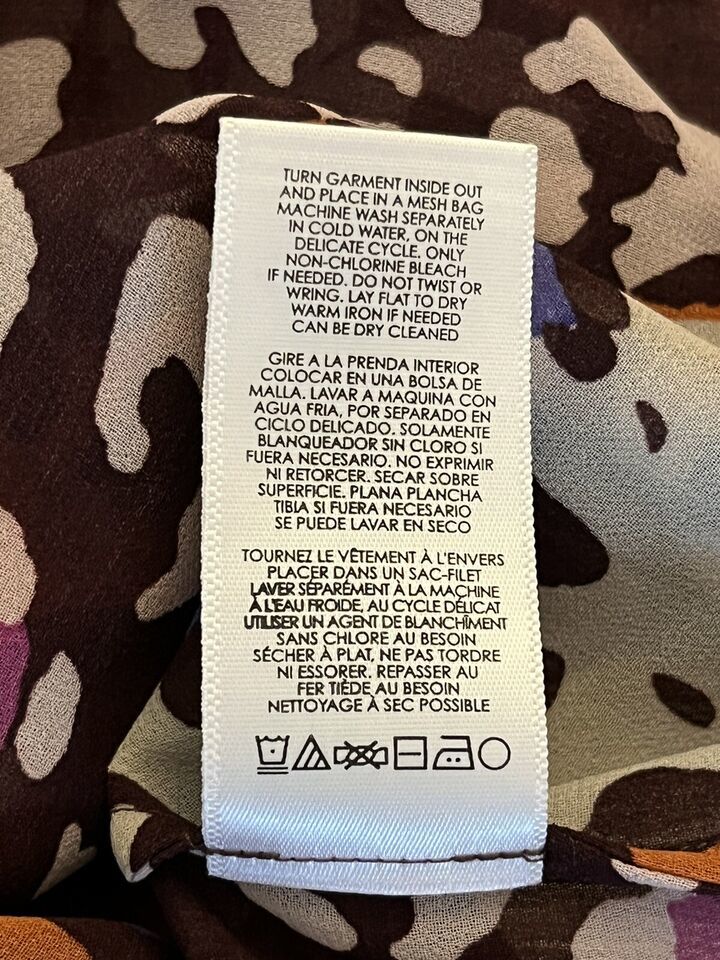 TURN GARMENT INSIDE OUT
AND PLACE IN A MESH BAG
MACHINE WASH SEPARATELY
IN COLD WATER, ON THE
DELICATE CYCLE. ONLY
NON-CHLORINE BLEACH
IF NEEDED. DO NOT TWIST OR
WRING. LAY FLAT TO DRY
WARM IRON IF NEEDED
CAN BE DRY CLEANED
GIRE A LA PRENDA INTERIOR
COLOCAR EN UNA BOLSA DE
MALLA. LAVAR A MAQUINA CON
AGUA FRIA, POR SEPARADO EN
CICLO DELICADO. SOLAMENTE
BLANQUEADOR SIN CLORO SI
FUERA NECESARIO. NO EXPRIMIR
NI RETORCER. SECAR SOBRE
SUPERFICIE. PLANA PLANCHA
TIBIA SI FUERA NECESARIO
SE PUEDE LAVAR EN SECO
TOURNEZ LE VÊTEMENT À L'ENVERS
PLACER DANS UN SAC-FILET
LAVER SÉPARÉMENT À LA MACHINE
À L'EAU FROIDE, AU CYCLE DÉLICAT
UTILISER UN AGENT DE BLANCHÎMENT
SANS CHLORE AU BESOIN
SÉCHER À PLAT, NE PAS TORDRE
NI ESSORER. REPASSER AU
FER TIÈDE AU BESOIN
NETTOYAGE À SEC POSSIBLE